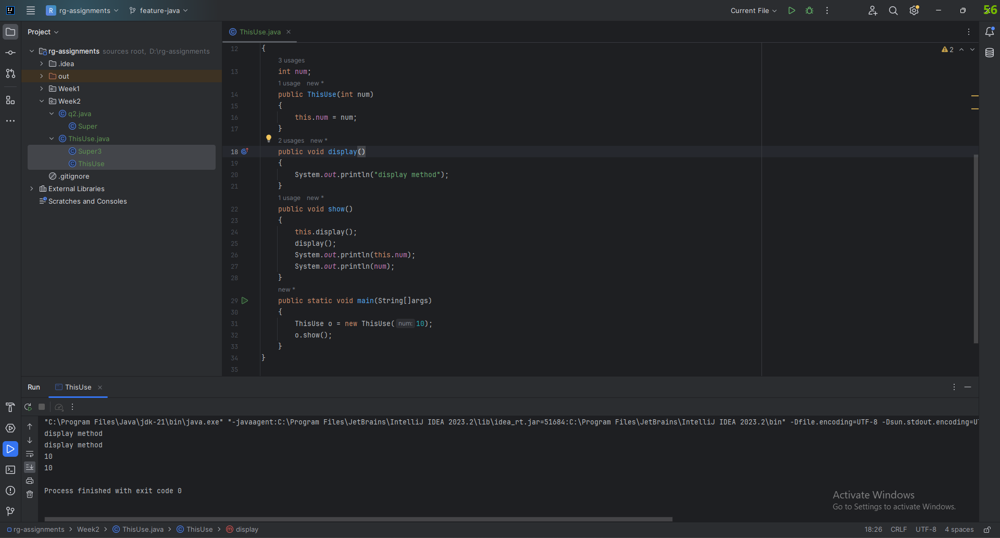 IJ
R rg-assignments
feature-java
Current File
56
Project
rg-assignments sources root, D:\rg-assignments
.idea
out
Week1
Week2
q2.java
Super
ThisUse.java
Super3
ThisUse
.gitignore
External Libraries
Scratches and Consoles
ThisUse.java
2
12 {
3 usages
13 int num;
1 usage new *
14 public ThisUse(int num)
15 {
16 this.num = num;
17 }
2 usages new *
18 public void display()
19 {
20 System.out.println("display method");
21 }
1 usage new *
22 public void show()
23 {
24 this.display();
25 display();
26 System.out.println(this.num);
27 System.out.println(num);
28 }
new *
29 public static void main(String[]args)
30 {
31 ThisUse o = new ThisUse( num: 10);
32 o.show();
33 }
34 }
35
Run
ThisUse
"C:\Program Files\Java\jdk-21\bin\java.exe" "-javaagent:C:\Program Files\JetBrains\IntelliJ IDEA 2023.2\lib\idea_rt.jar=51684:C:\Program Files\JetBrains\IntelliJ IDEA 2023.2\bin" -Dfile.encoding=UTF-8 -Dsun.stdout.encoding=U
display method
display method
10
10
Process finished with exit code 0
Activate Windows
Go to Settings to activate Windows.
rg-assignments > Week2 > ThisUse.java > ThisUse > display
18:26 CRLF UTF-8 4 spaces